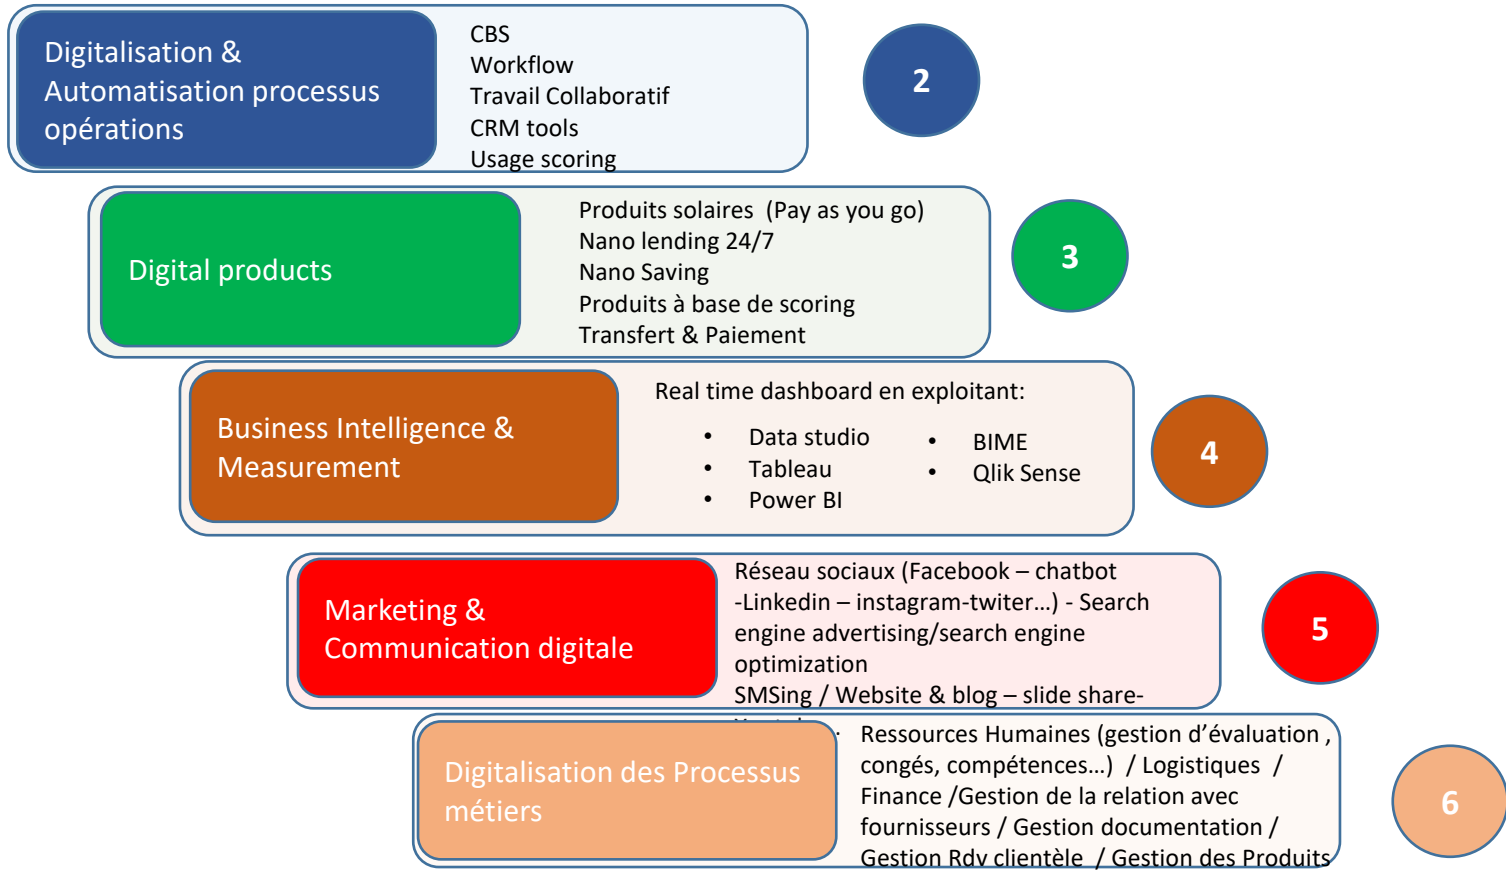 Digitalisation &
Automatisation processus
opérations
CBS
Workflow
Travail Collaboratif
CRM tools
Usage scoring
2
Digital products
Produits solaires (Pay as you go)
Nano lending 24/7
Nano Saving
Produits à base de scoring
Transfert & Paiement
3
Business Intelligence &
Measurement
Real time dashboard en exploitant:
• Data studio
• Tableau
• Power BI
• BIME
• Qlik Sense
4
Marketing &
Communication digitale
Réseau sociaux (Facebook – chatbot
-Linkedin – instagram-twiter…) - Search
engine advertising/search engine
optimization
SMSing / Website & blog – slide share-
5
Digitalisation des Processus
métiers
Ressources Humaines (gestion d'évaluation ,
congés, compétences…) / Logistiques /
Finance /Gestion de la relation avec
fournisseurs / Gestion documentation /
Gestion Rdv clientèle / Gestion des Produits
6